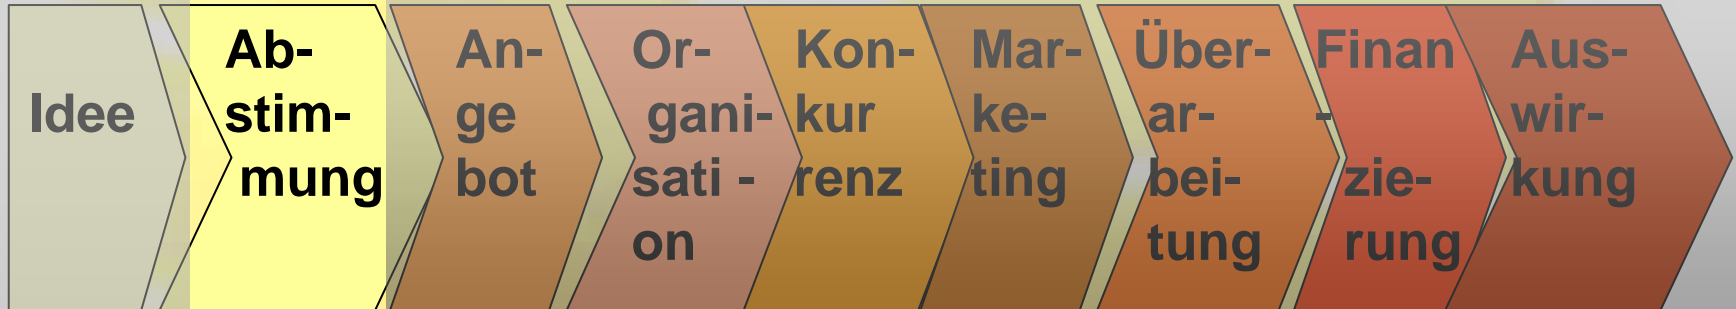 Idee
Ab-
stim-
mung
An-
ge
bot
Or-
gani-
sati -
on
Kon-
kur
renz
Mar-
ke-
ting
Über-
ar-
bei-
tung
Finan
-
zie-
rung
Aus-
wir-
kung